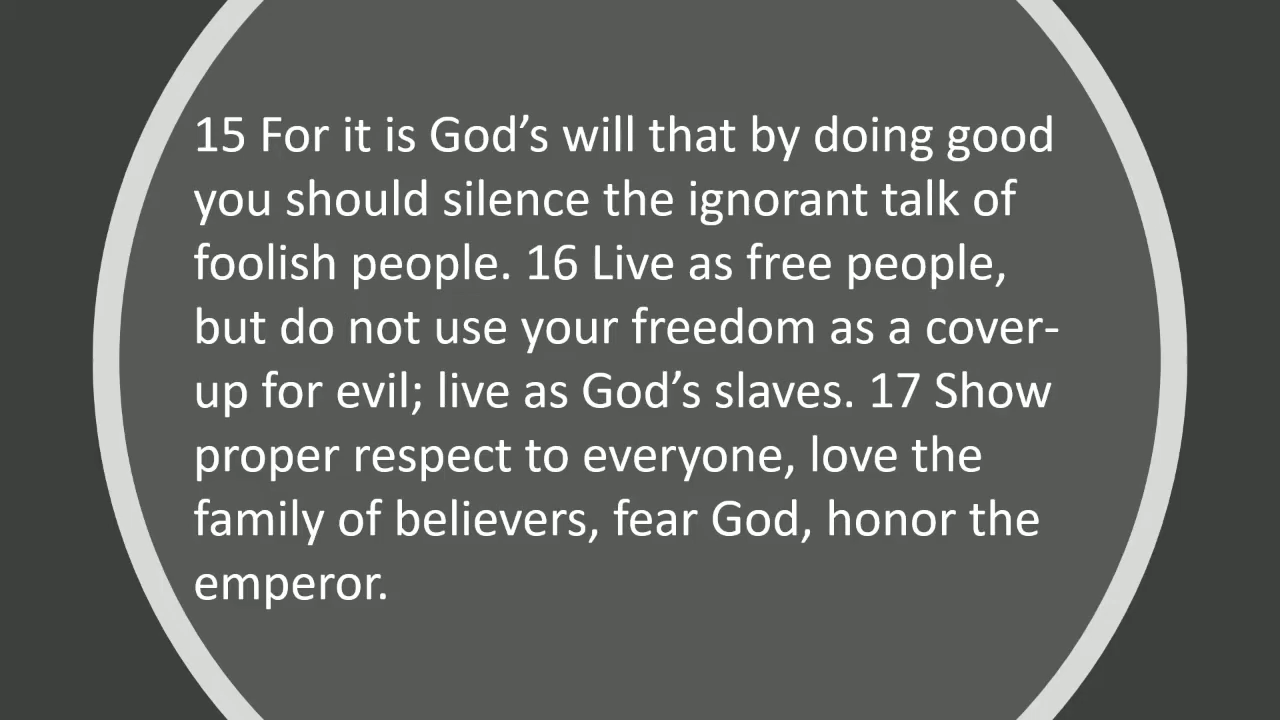 15 For it is God’s will that by doing good
you should silence the ignorant talk of
foolish people. 16 Live as free people,
but do not use your freedom as a cover-
up for evil; live as God’s slaves. 17 Show
proper respect to everyone, love the
family of believers, fear God, honor the
emperor.